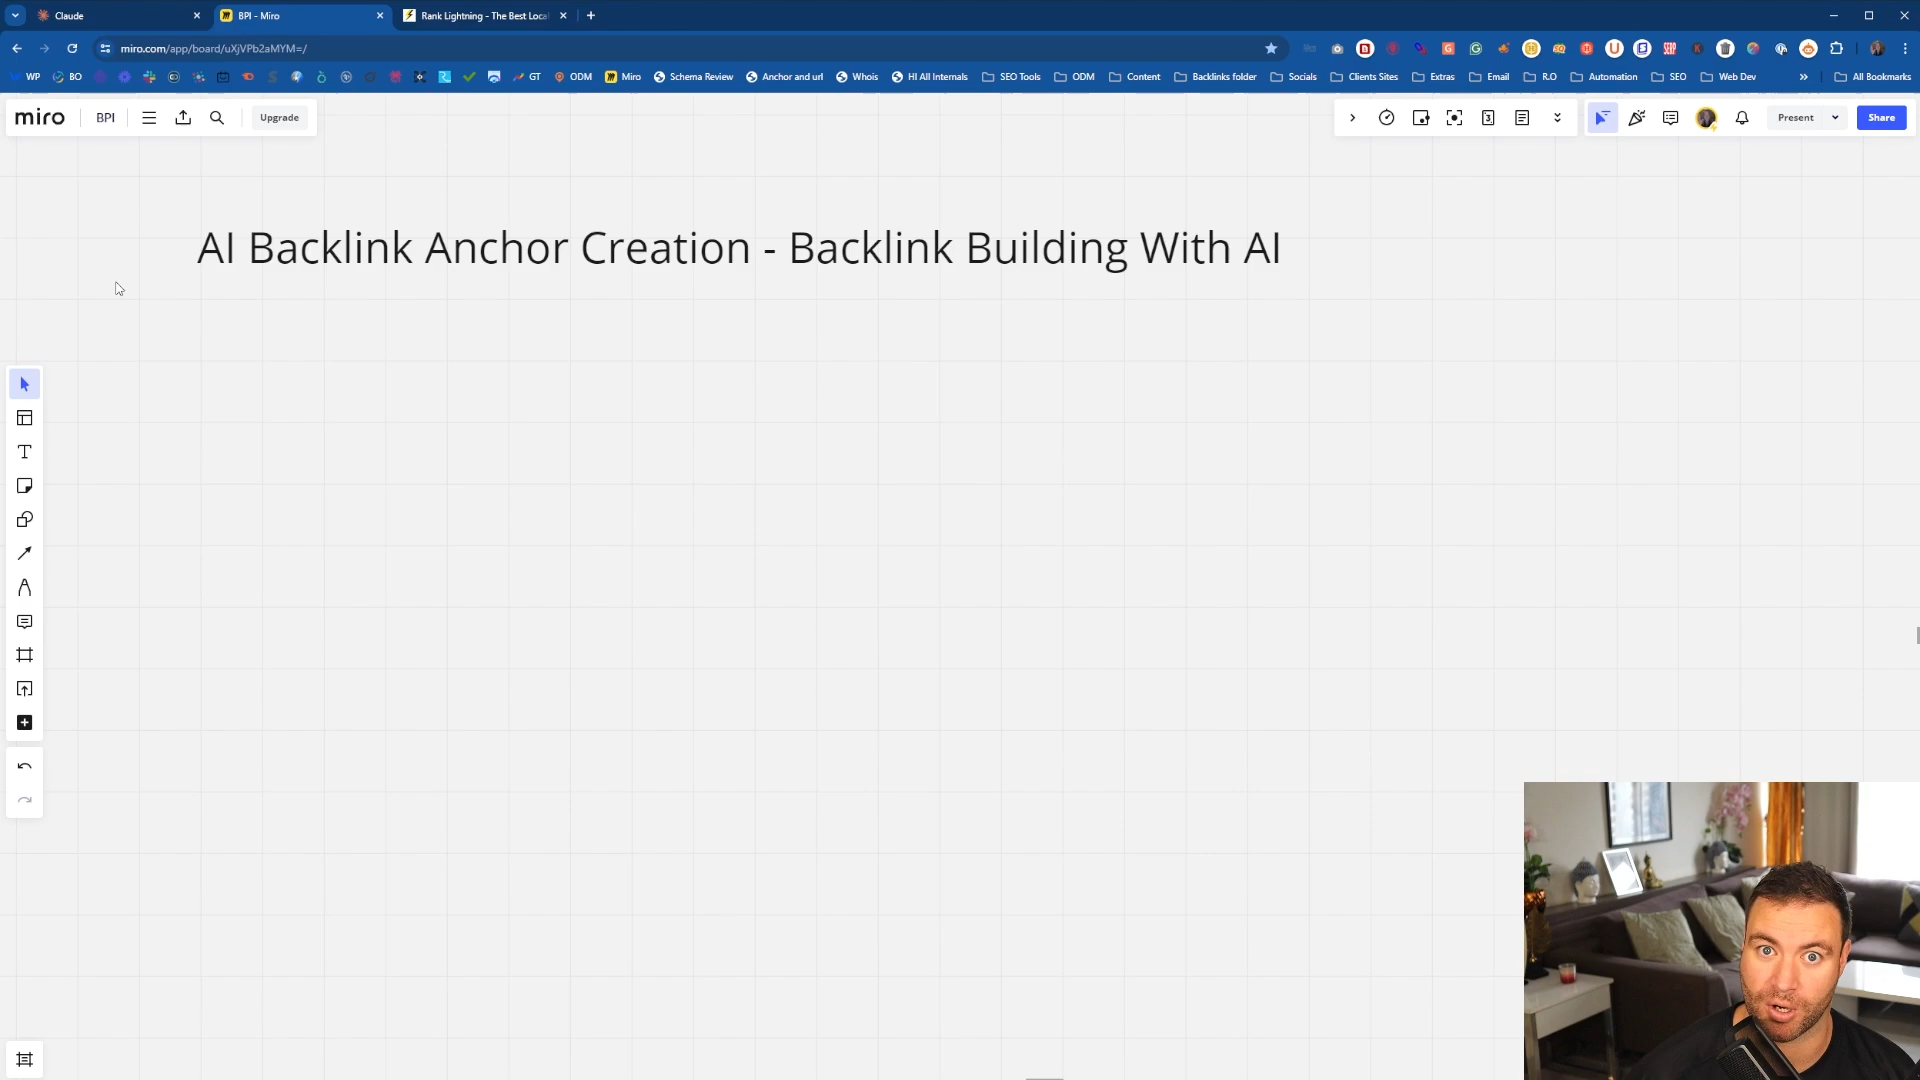 Claude
BPI - Miro
Rank Lightning - The Best Loca
miro.com/app/board/uXjVPb2aMYM=/
WP
BO
GT
ODM
Miro
Schema Review
Anchor and url
Whois
HI All Internals
SEO Tools
ODM
Content
Backlinks folder
Socials
Clients Sites
Extras
Email
R.O
Automation
SEO
Web Dev
All Bookmarks
miro
BPI
Upgrade
Present
Share
AI Backlink Anchor Creation - Backlink Building With AI